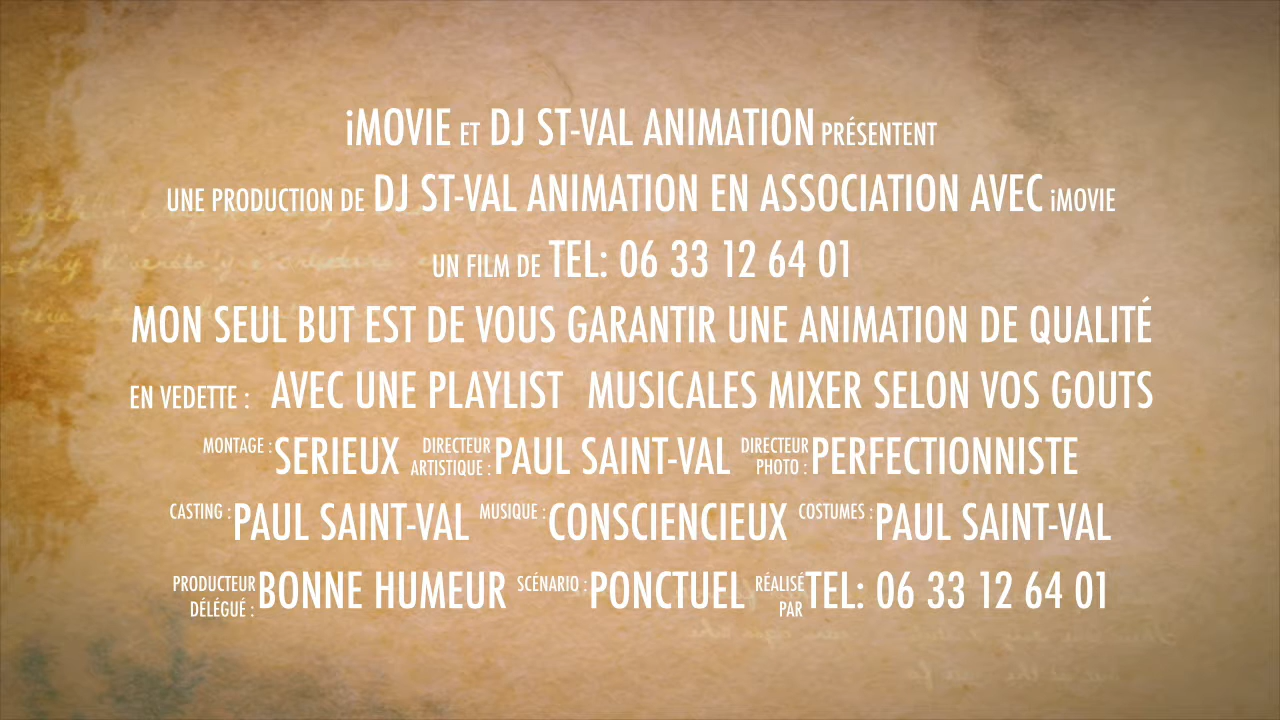 iMOVIE ET DJ ST-VAL ANIMATION PRÉSENTENT
UNE PRODUCTION DE DJ ST-VAL ANIMATION EN ASSOCIATION AVEC iMOVIE
UN FILM DE TEL: 06 33 12 64 01
MON SEUL BUT EST DE VOUS GARANTIR UNE ANIMATION DE QUALITÉ
EN VEDETTE : AVEC UNE PLAYLIST MUSICALES MIXER SELON VOS GOUTS
MONTAGE : SERIEUX DIRECTEUR ARTISTIQUE : PAUL SAINT-VAL DIRECTEUR PHOTO : PERFECTIONNISTE
CASTING : PAUL SAINT-VAL MUSIQUE : CONSCIENCIEUX COSTUMES : PAUL SAINT-VAL
PRODUCTEUR DÉLÉGUÉ : BONNE HUMEUR SCÉNARIO : PONCTUEL RÉALISÉ PAR TEL: 06 33 12 64 01